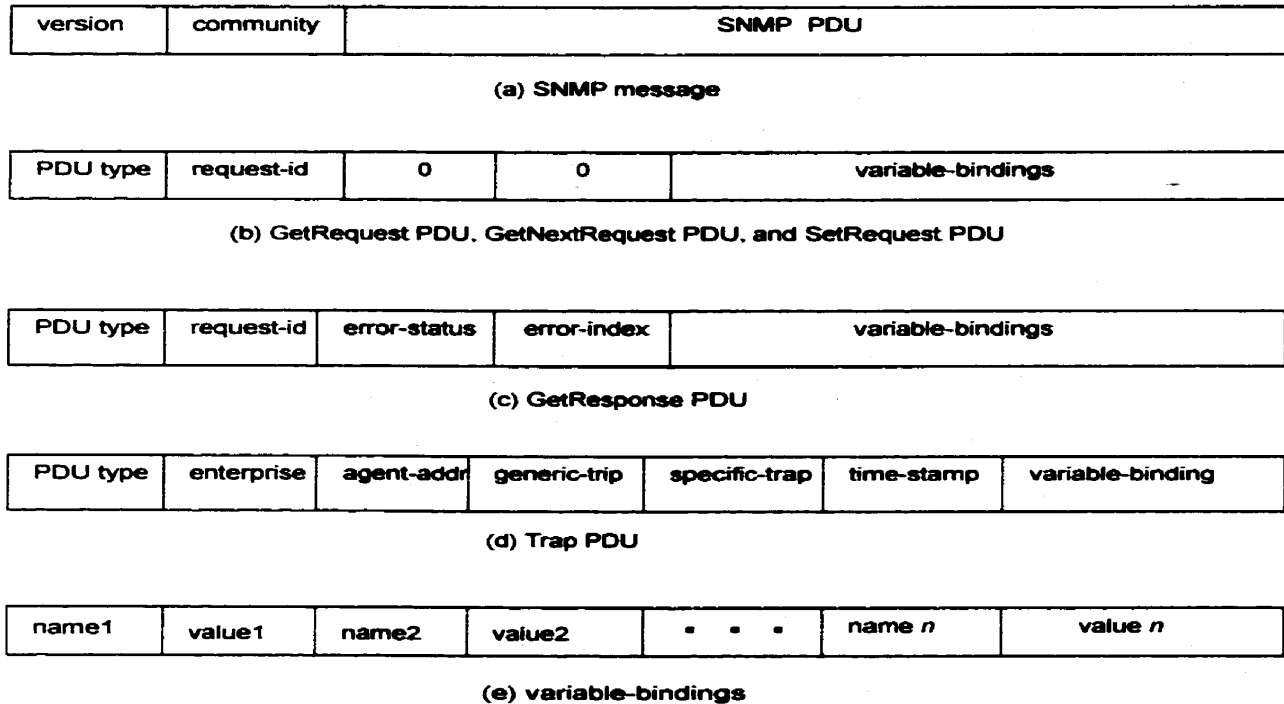 version community SNMP PDU
(a) SNMP message
PDU type request-id 0 0 variable-bindings
(b) GetRequest PDU, GetNextRequest PDU, and SetRequest PDU
PDU type request-id error-status error-index variable-bindings
(c) GetResponse PDU
PDU type enterprise agent-addr generic-trip specific-trap time-stamp variable-binding
(d) Trap PDU
name1 value1 name2 value2 ▪ ▪ ▪ name n value n
(e) variable-bindings